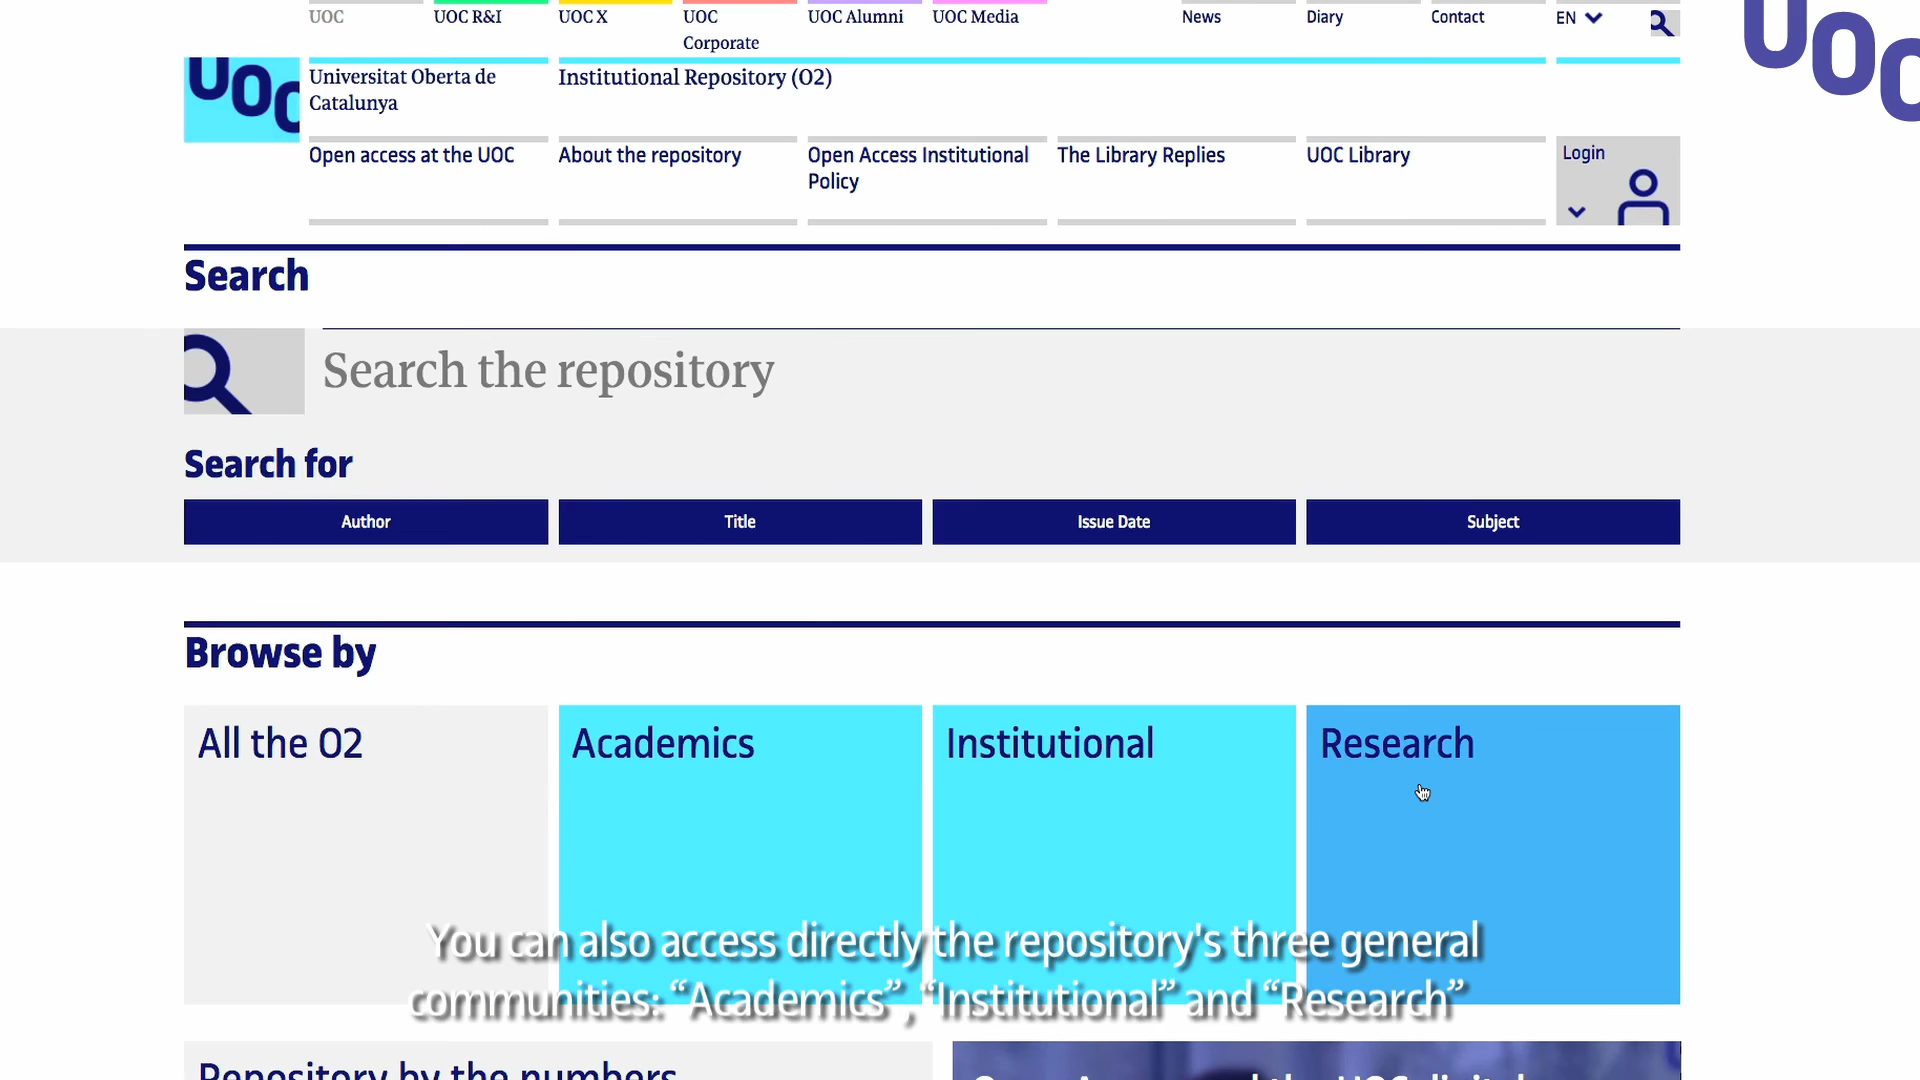 UOC
UOC R&I
UOC X
UOC
Corporate
UOC Alumni
UOC Media
News
Diary
Contact
EN
UOC
UOC
Universitat Oberta de
Catalunya
Institutional Repository (O2)
Open access at the UOC
About the repository
Open Access Institutional
Policy
The Library Replies
UOC Library
Login
Search
Search the repository
Search for
Author
Title
Issue Date
Subject
Browse by
All the O2
Academics
Institutional
Research
You can also access directly the repository's three general
communities: “Academics”, “Institutional” and “Research”
Repository by the numbers